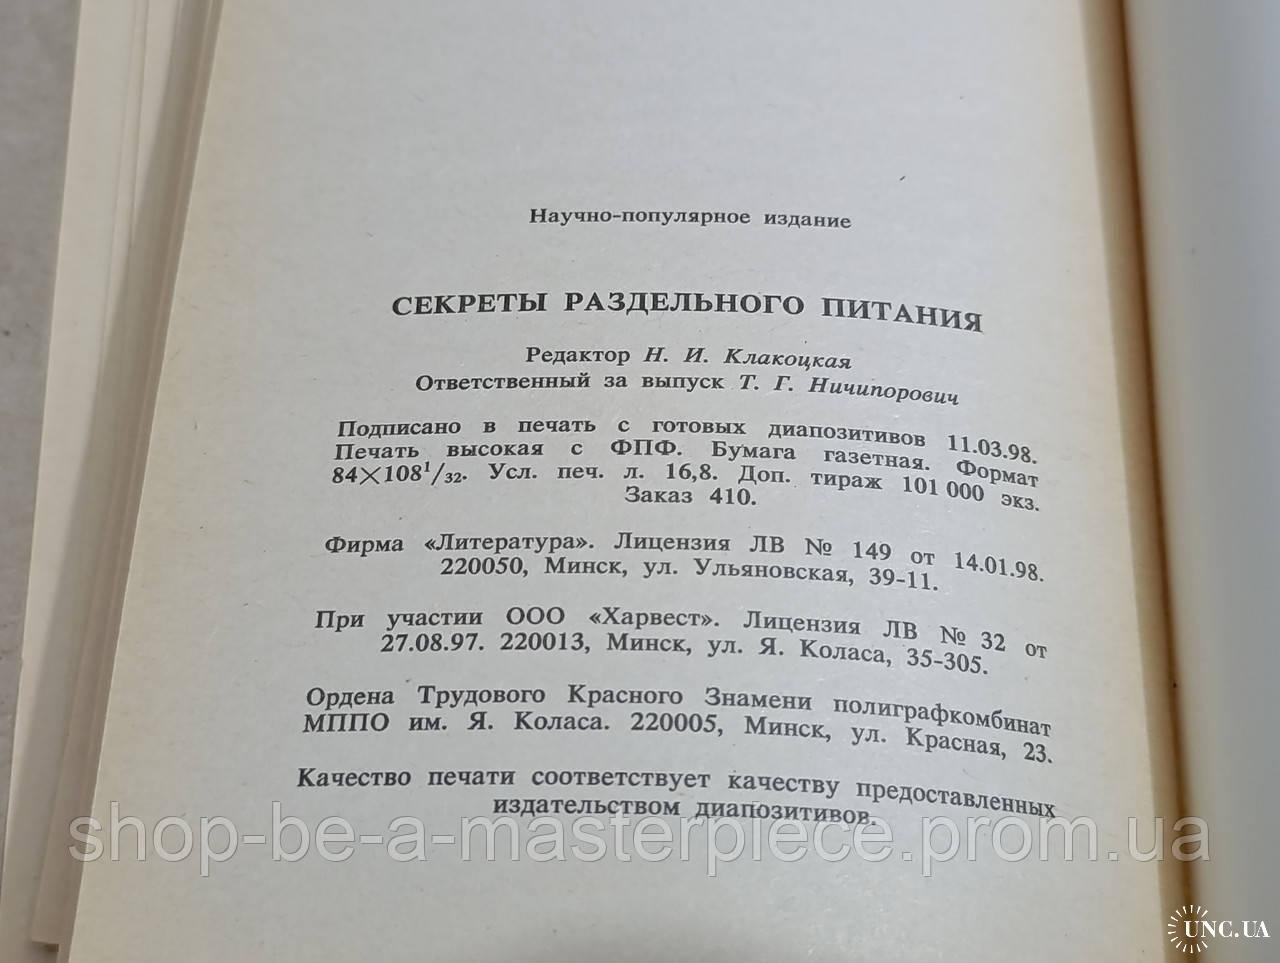 Научно-популярное издание
СЕКРЕТЫ РАЗДЕЛЬНОГО ПИТАНИЯ
Редактор Н. И. Клакоцкая
Ответственный за выпуск Т. Г. Ничипорович
Подписано в печать с готовых диапозитивов 11.03.98.
Печать высокая с ФПФ. Бумага газетная. Формат
84×108¹/₃₂. Усл. печ. л. 16,8. Доп. тираж 101 000 экз.
Заказ 410.
Фирма «Литература». Лицензия ЛВ № 149 от 14.01.98.
220050, Минск, ул. Ульяновская, 39-11.
При участии ООО «Харвест». Лицензия ЛВ № 32 от
27.08.97. 220013, Минск, ул. Я. Коласа, 35-305.
Ордена Трудового Красного Знамени полиграфкомбинат
МППО им. Я. Коласа. 220005, Минск, ул. Красная, 23.
Качество печати соответствует качеству предоставленных
издательством диапозитивов.
shop-be-a-masterpiece.prom.ua
UNC.UA